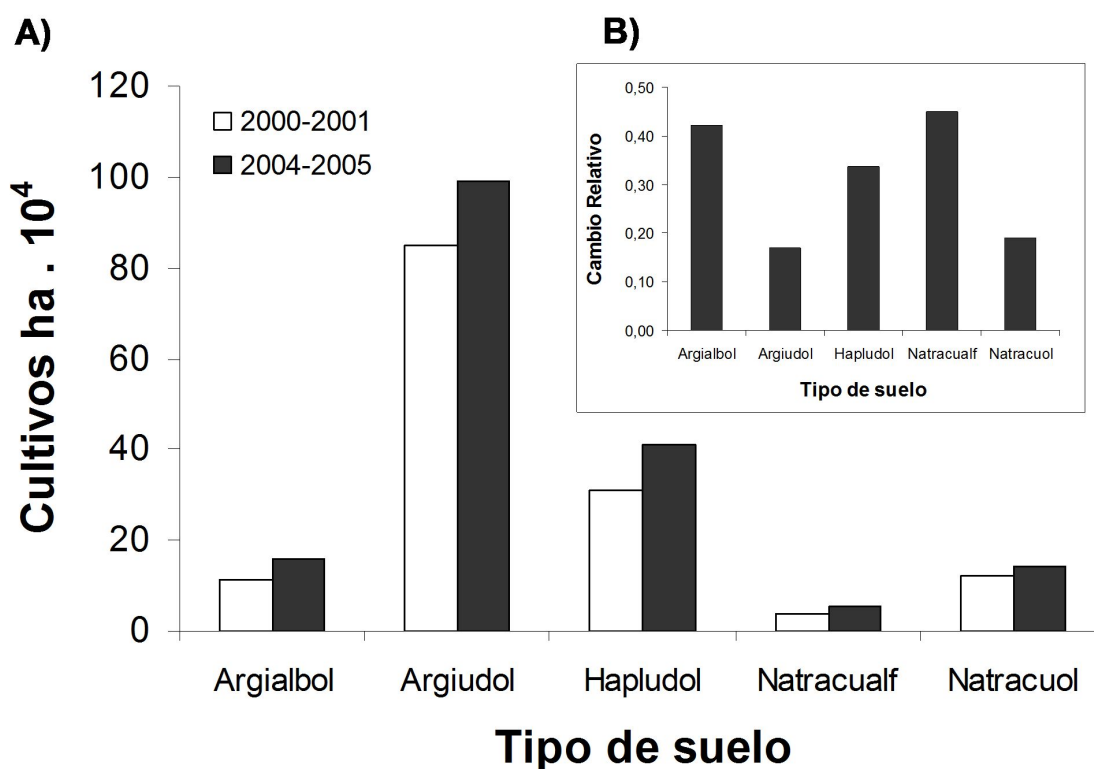 A)
B)
120
100
80
60
40
20
0
Cultivos ha . 10⁴
2000-2001
2004-2005
Argialbol Argiudol Hapludol Natracualf Natracuol
Tipo de suelo
0,50
0,40
0,30
0,20
0,10
0,00
Cambio Relativo
Argialbol Argiudol Hapludol Natracualf Natracuol
Tipo de suelo